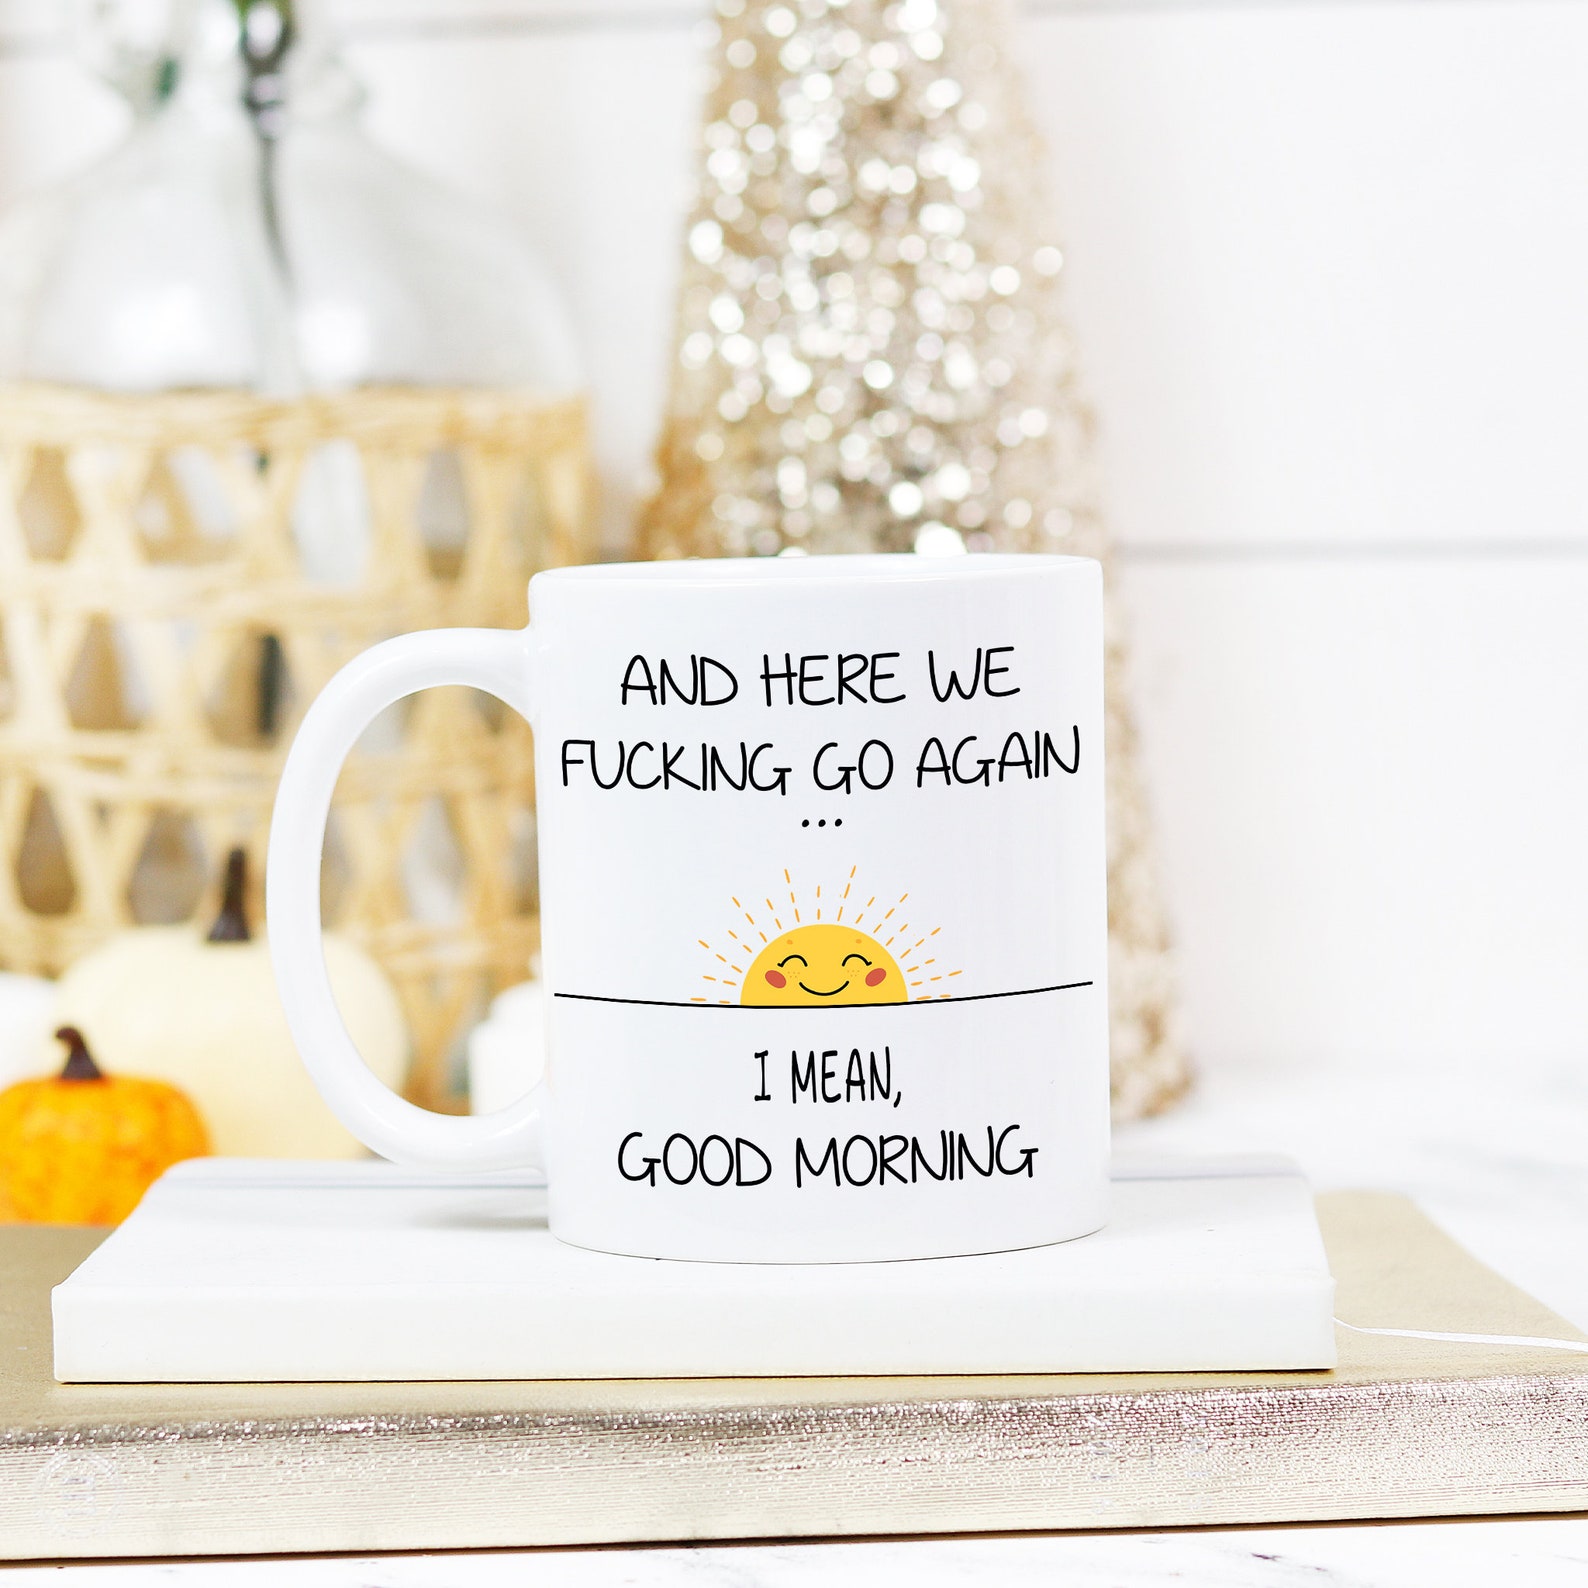 AND HERE WE
FUCKING GO AGAIN
...
I MEAN,
GOOD MORNING